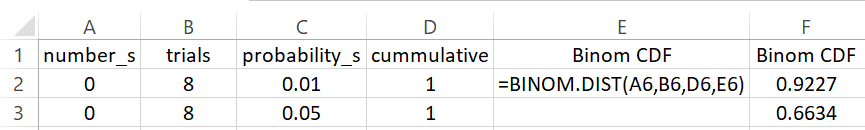 A B C D E F
1 number_s trials probability_s cummulative Binom CDF Binom CDF
2 0 8 0.01 1 =BINOM.DIST(A6,B6,D6,E6) 0.9227
3 0 8 0.05 1 0.6634